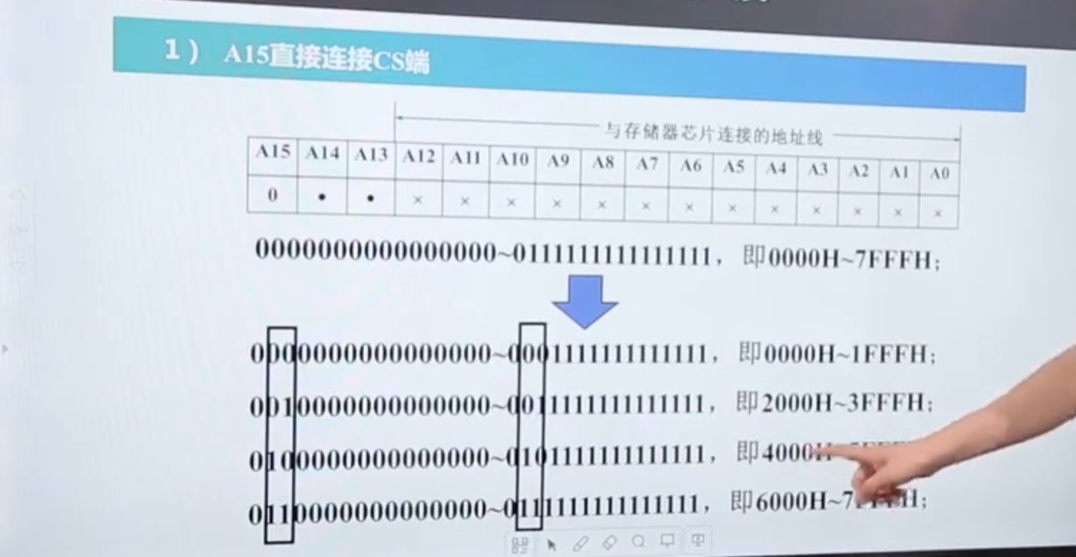 1） A15直接连接CS端
与存储器芯片连接的地址线
A15 A14 A13 A12 A11 A10 A9 A8 A7 A6 A5 A4 A3 A2 A1 A0
0 • • × × × × × × × × × × × × ×
0000000000000000~0111111111111111，即0000H~7FFFH；
0000000000000000~0001111111111111，即0000H~1FFFH；
0010000000000000~0011111111111111，即2000H~3FFFH；
0100000000000000~0101111111111111，即4000H
0110000000000000~0111111111111111，即6000H~7FFFH；